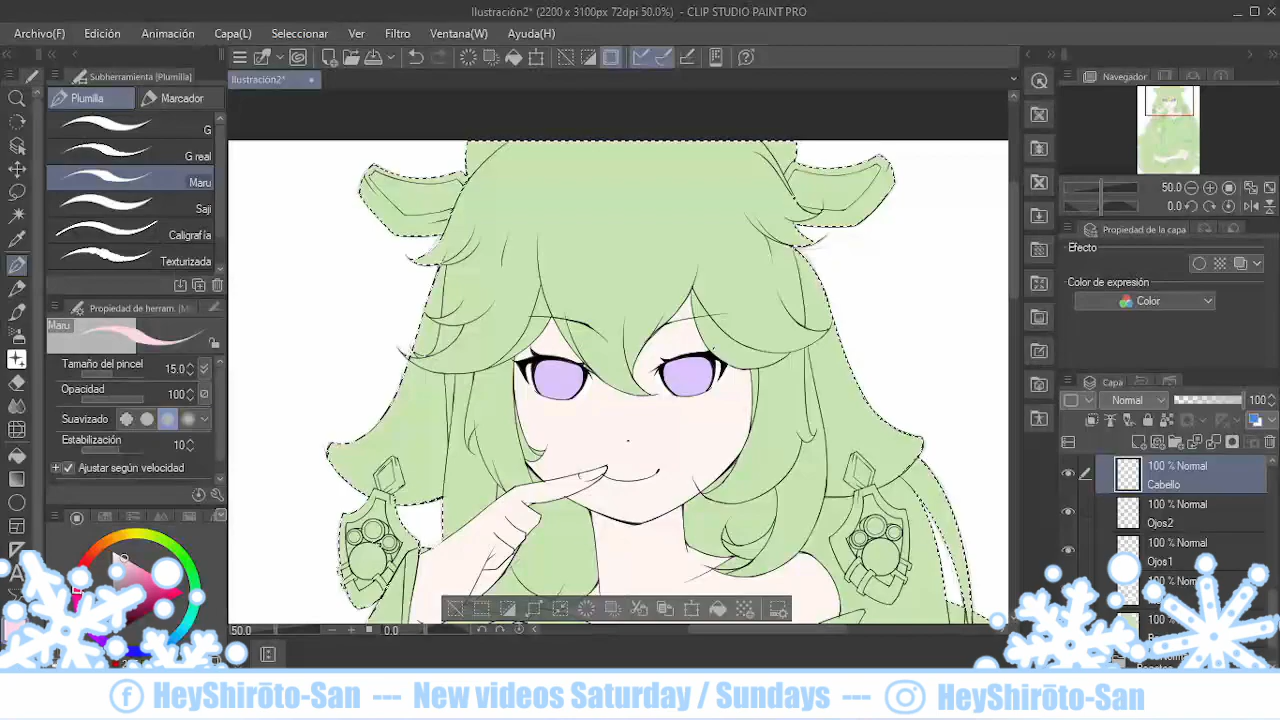 Ilustración2* (2200 x 3100px 72dpi 50.0%) - CLIP STUDIO PAINT PRO
Archivo(F) Edición Animación Capa(L) Seleccionar Ver Filtro Ventana(W) Ayuda(H)
Subherramienta [Plumilla]
Ilustración2*
Navegador
Plumilla Marcador
G
G real
Maru
Saji
Caligrafía
Texturizada
50.0
0.0
Propiedad de la capa
Efecto
Color de expresión
Color
Propiedad de herram. [M
Maru
Tamaño del pincel 15.0
Opacidad 100
Suavizado
Estabilización 10
Ajustar según velocidad
Capa
Normal 100
100 % Normal
Cabello
100 % Normal
Ojos2
100 % Normal
Ojos1
100 % Normal
50.0 0.0
HeyShirōto-San --- New videos Saturday / Sundays --- HeyShirōto-San